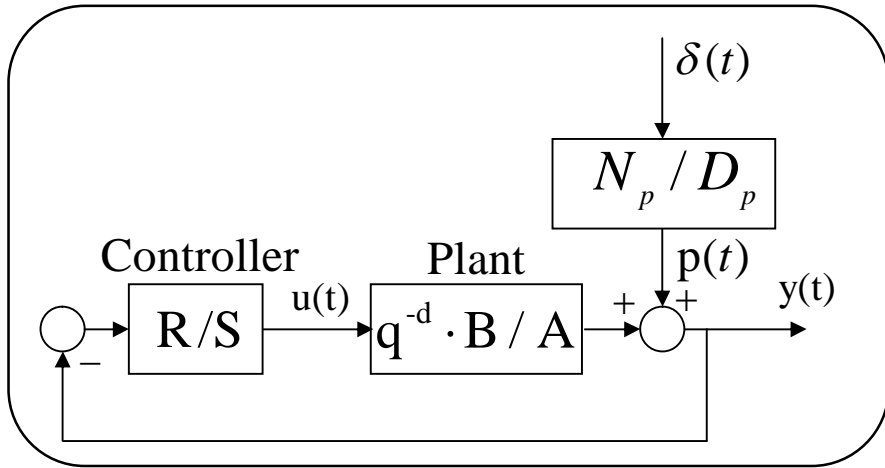 δ(t)
N_p / D_p
Controller
Plant
p(t)
u(t)
+
+
y(t)
R/S
q^{-d} · B / A
−